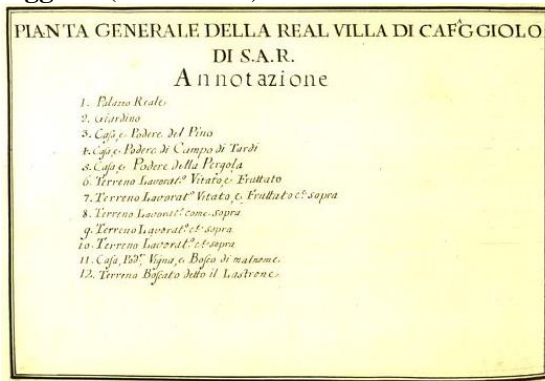 PIANTA GENERALE DELLA REAL VILLA DI CAFAGGIOLO
DI S.A.R.
Annotazione
1. Palazzo Reale
2. Giardino
3. Casa, e Podere del Pino
4. Casa, e Podere di Campo di Tardi
5. Casa, e Podere della Pergola
6. Terreno Lavorat.º Vitato, e Fruttato
7. Terreno Lavorat.º Vitato, e Fruttato c.º sopra
8. Terreno Lavorat.º come sopra
9. Terreno Lavorat.º c.º sopra
10. Terreno Lavorat.º c.º sopra
11. Casa, Pod.º Vigna, e Bosco di malnome
12. Terreno Boscato detto il Lastrone